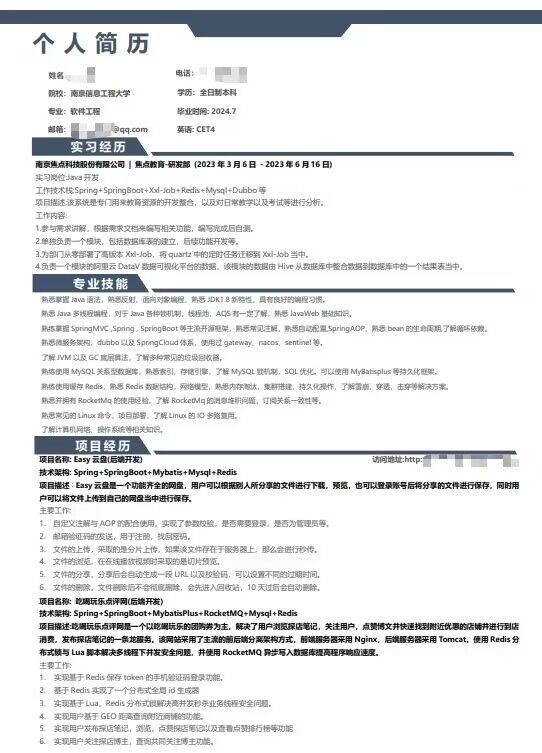 个人简历
姓名
电话:
院校: 南京信息工程大学
学历: 全日制本科
专业: 软件工程
毕业时间: 2024.7
邮箱: @qq.com
英语: CET4
实习经历
南京焦点科技股份有限公司 | 焦点教育-研发部 (2023 年 3 月 6 日 - 2023 年 6 月 16 日)
实习岗位:Java 开发
工作技术栈:Spring+SpringBoot+Xxl-Job+Redis+Mysql+Dubbo 等
项目描述:该系统是专门用来教育资源的开发整合，以及对日常教学以及考试等进行分析。
工作内容:
1.参与需求讲解，根据需求文档来编写相关功能，编写完成后自测。
2.单独负责一个模块，包括数据库表的建立，后续功能开发等。
3.为部门从零部署了高版本 Xxl-Job，将 quartz 中的定时任务迁移到 Xxl-Job 当中。
4.负责一个模块的阿里云 DataV 数据可视化平台的数据，该模块的数据由 Hive 从数据库中整合数据到数据库中的一个结果表当中。
专业技能
熟悉掌握 Java 语法，熟悉反射，面向对象编程，熟悉 JDK1.8 新特性，具有良好的编程习惯。
熟悉 Java 多线程编程，对于 Java 各种锁机制，线程池，AQS 有一定了解，熟悉 JavaWeb 基础知识。
熟练掌握 SpringMVC ,Spring , SpringBoot 等主流开源框架，熟悉常见注解，熟悉自动配置,SpringAOP，熟悉 bean 的生命周期,了解循环依赖。
熟悉微服务架构，dubbo 以及 SpringCloud 体系，使用过 gateway、nacos、sentinel 等。
了解 JVM 以及 GC 底层算法，了解多种常见的垃圾回收器。
熟练使用 MySQL 关系型数据库，熟悉索引，存储引擎，了解 MySQL 锁机制，SQL 优化。可以使用 MyBatisplus 等持久化框架。
熟练使用缓存 Redis，熟悉 Redis 数据结构，网络模型，熟悉内存淘汰，集群搭建，持久化操作，了解雪崩，穿透，击穿等解决方案。
熟悉并拥有 RocketMq 的使用经验，了解 RocketMq 的消息堆积问题，订阅关系一致性等。
熟悉常见的 Linux 命令，项目部署，了解 Linux 的 IO 多路复用。
了解计算机网络，操作系统等相关知识。
项目经历
项目名称: Easy 云盘(后端开发)
访问地址:http:
技术架构: Spring+SpringBoot+Mybatis+Mysql+Redis
项目描述：Easy 云盘是一个功能齐全的网盘，用户可以根据别人所分享的文件进行下载，预览，也可以登录账号后将分享的文件进行保存，同时用
户可以将文件上传到自己的网盘当中进行保存。
主要工作:
1. 自定义注解与 AOP 的配合使用，实现了参数校验，是否需要登录，是否为管理员等。
2. 邮箱验证码的发送，用于注册，找回密码。
3. 文件的上传，采取的是分片上传，如果该文件存在于服务器上，那么会进行秒传。
4. 文件的浏览，在在线播放视频时采取的是切片预览。
5. 文件的分享，分享后会自动生成一段 URL 以及校验码，可以设置不同的过期时间。
6. 文件的删除，文件删除后不会彻底删除，会先进入回收站，10 天过后会自动删除。
项目名称: 吃喝玩乐点评网(后端开发)
技术架构: Spring+SpringBoot+MybatisPlus+RocketMQ+Mysql+Redis
项目描述:吃喝玩乐点评网是一个以吃喝玩乐的团购券为主，解决了用户浏览探店笔记，关注用户，点赞博文并快速找到附近优惠的店铺并进行到店
消费，发布探店笔记的一条龙服务。该网站采用了主流的前后端分离架构方式，前端服务器采用 Nginx，后端服务器采用 Tomcat。使用 Redis 分
布式锁与 Lua 脚本解决多线程下并发安全问题，并使用 RocketMQ 异步写入数据库提高程序响应速度。
主要工作:
1. 实现基于 Redis 保存 token 的手机验证码登录功能。
2. 基于 Redis 实现了一个分布式全局 id 生成器
3. 实现基于 Lua，Redis 分布式锁解决高并发秒杀业务线程安全问题。
4. 实现用户基于 GEO 距离查询附近商铺的功能。
5. 实现用户发布探店笔记，浏览、点赞探店笔记以及查看点赞排行榜等功能
6. 实现用户关注探店博主，查询共同关注博主功能。